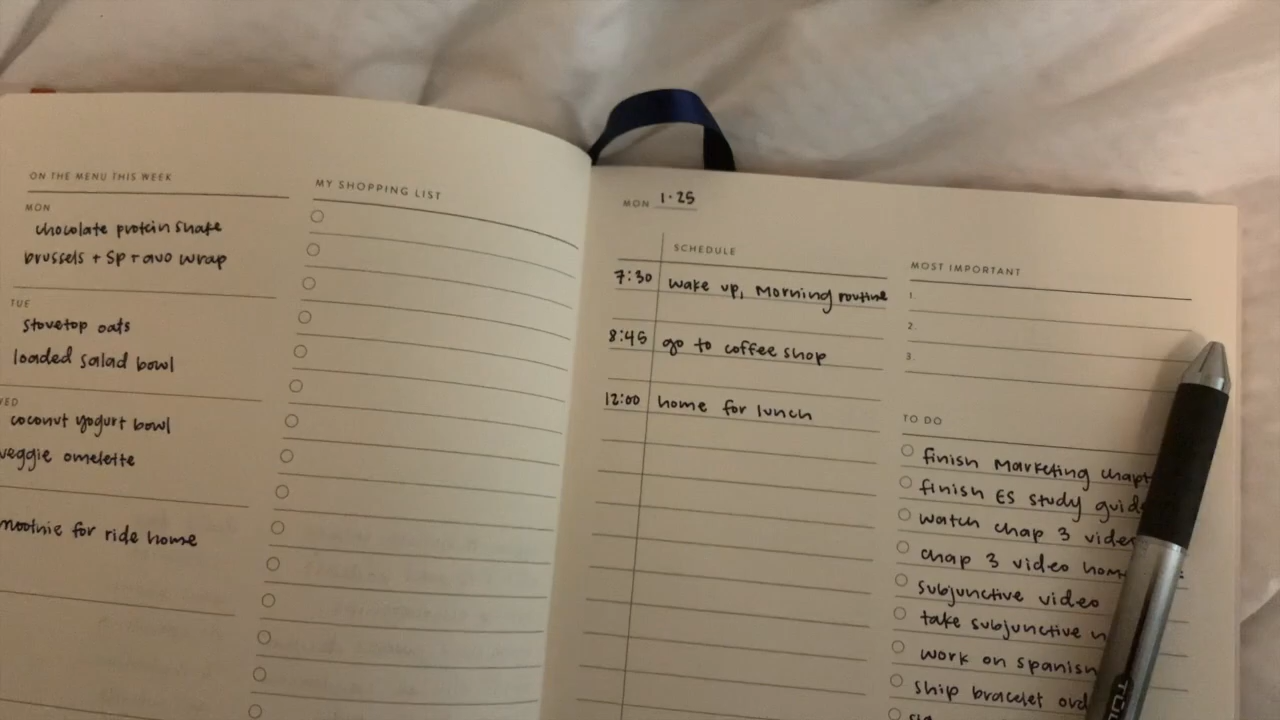 ON THE MENU THIS WEEK
MON
chocolate protein shake
brussels + sp + avo wrap
TUE
stovetop oats
loaded salad bowl
coconut yogurt bowl
veggie omelette
for ride home
MY SHOPPING LIST
MON 1.25
SCHEDULE
7:30 wake up, morning routine
8:45 go to coffee shop
12:00 home for lunch
MOST IMPORTANT
1.
2.
3.
TO DO
finish marketing
finish ES study
watch chap 3
chap 3 video
subjunctive video
take subjunctive
work on spanish
ship bracelet